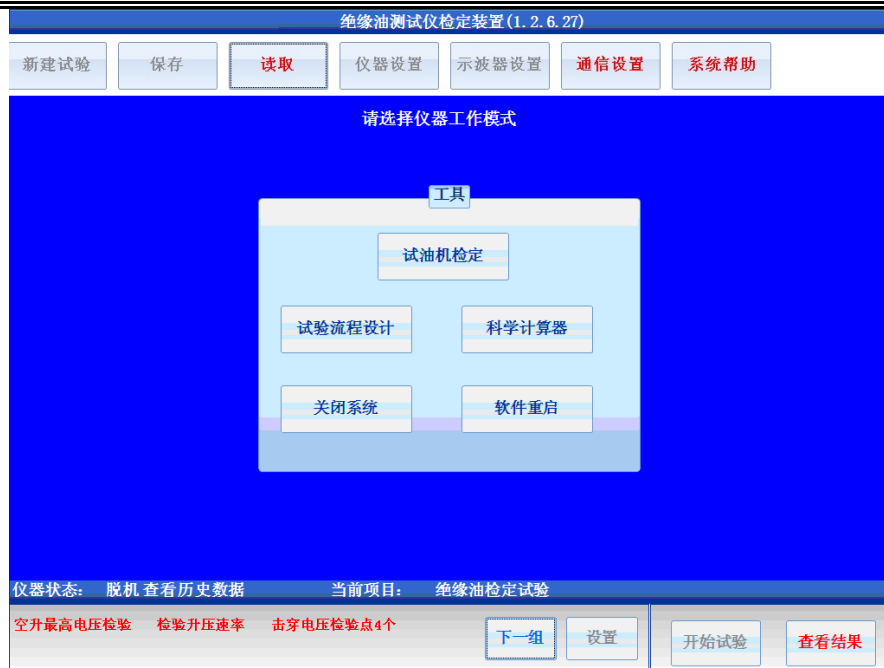 绝缘油测试仪检定装置(1.2.6.27)
新建试验 保存 读取 仪器设置 示波器设置 通信设置 系统帮助
请选择仪器工作模式
工具
试油机检定
试验流程设计 科学计算器
关闭系统 软件重启
仪器状态: 脱机 查看历史数据 当前项目: 绝缘油检定试验
空升最高电压检验 检验升压速率 击穿电压检验点4个 下一组 设置 开始试验 查看结果